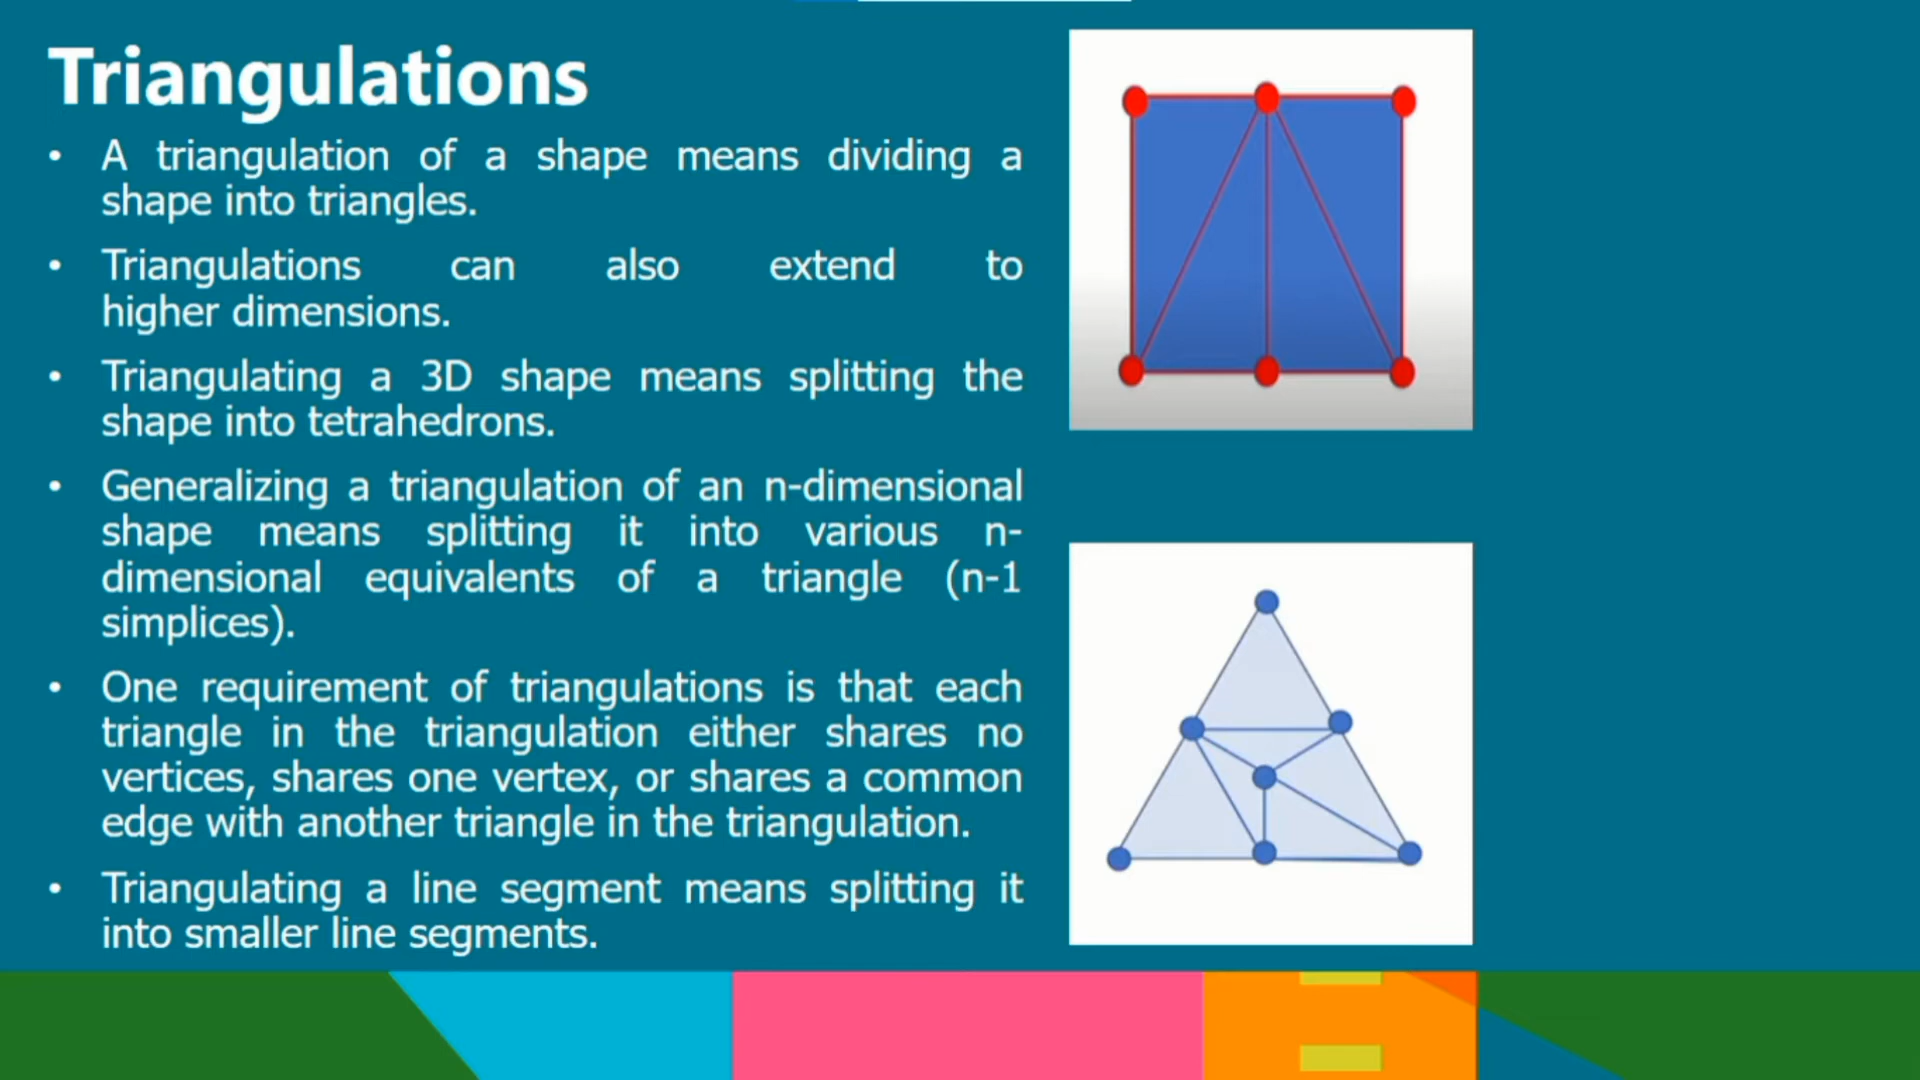 Triangulations
• A triangulation of a shape means dividing a
shape into triangles.
• Triangulations can also extend to
higher dimensions.
• Triangulating a 3D shape means splitting the
shape into tetrahedrons.
• Generalizing a triangulation of an n-dimensional
shape means splitting it into various n-
dimensional equivalents of a triangle (n-1
simplices).
• One requirement of triangulations is that each
triangle in the triangulation either shares no
vertices, shares one vertex, or shares a common
edge with another triangle in the triangulation.
• Triangulating a line segment means splitting it
into smaller line segments.